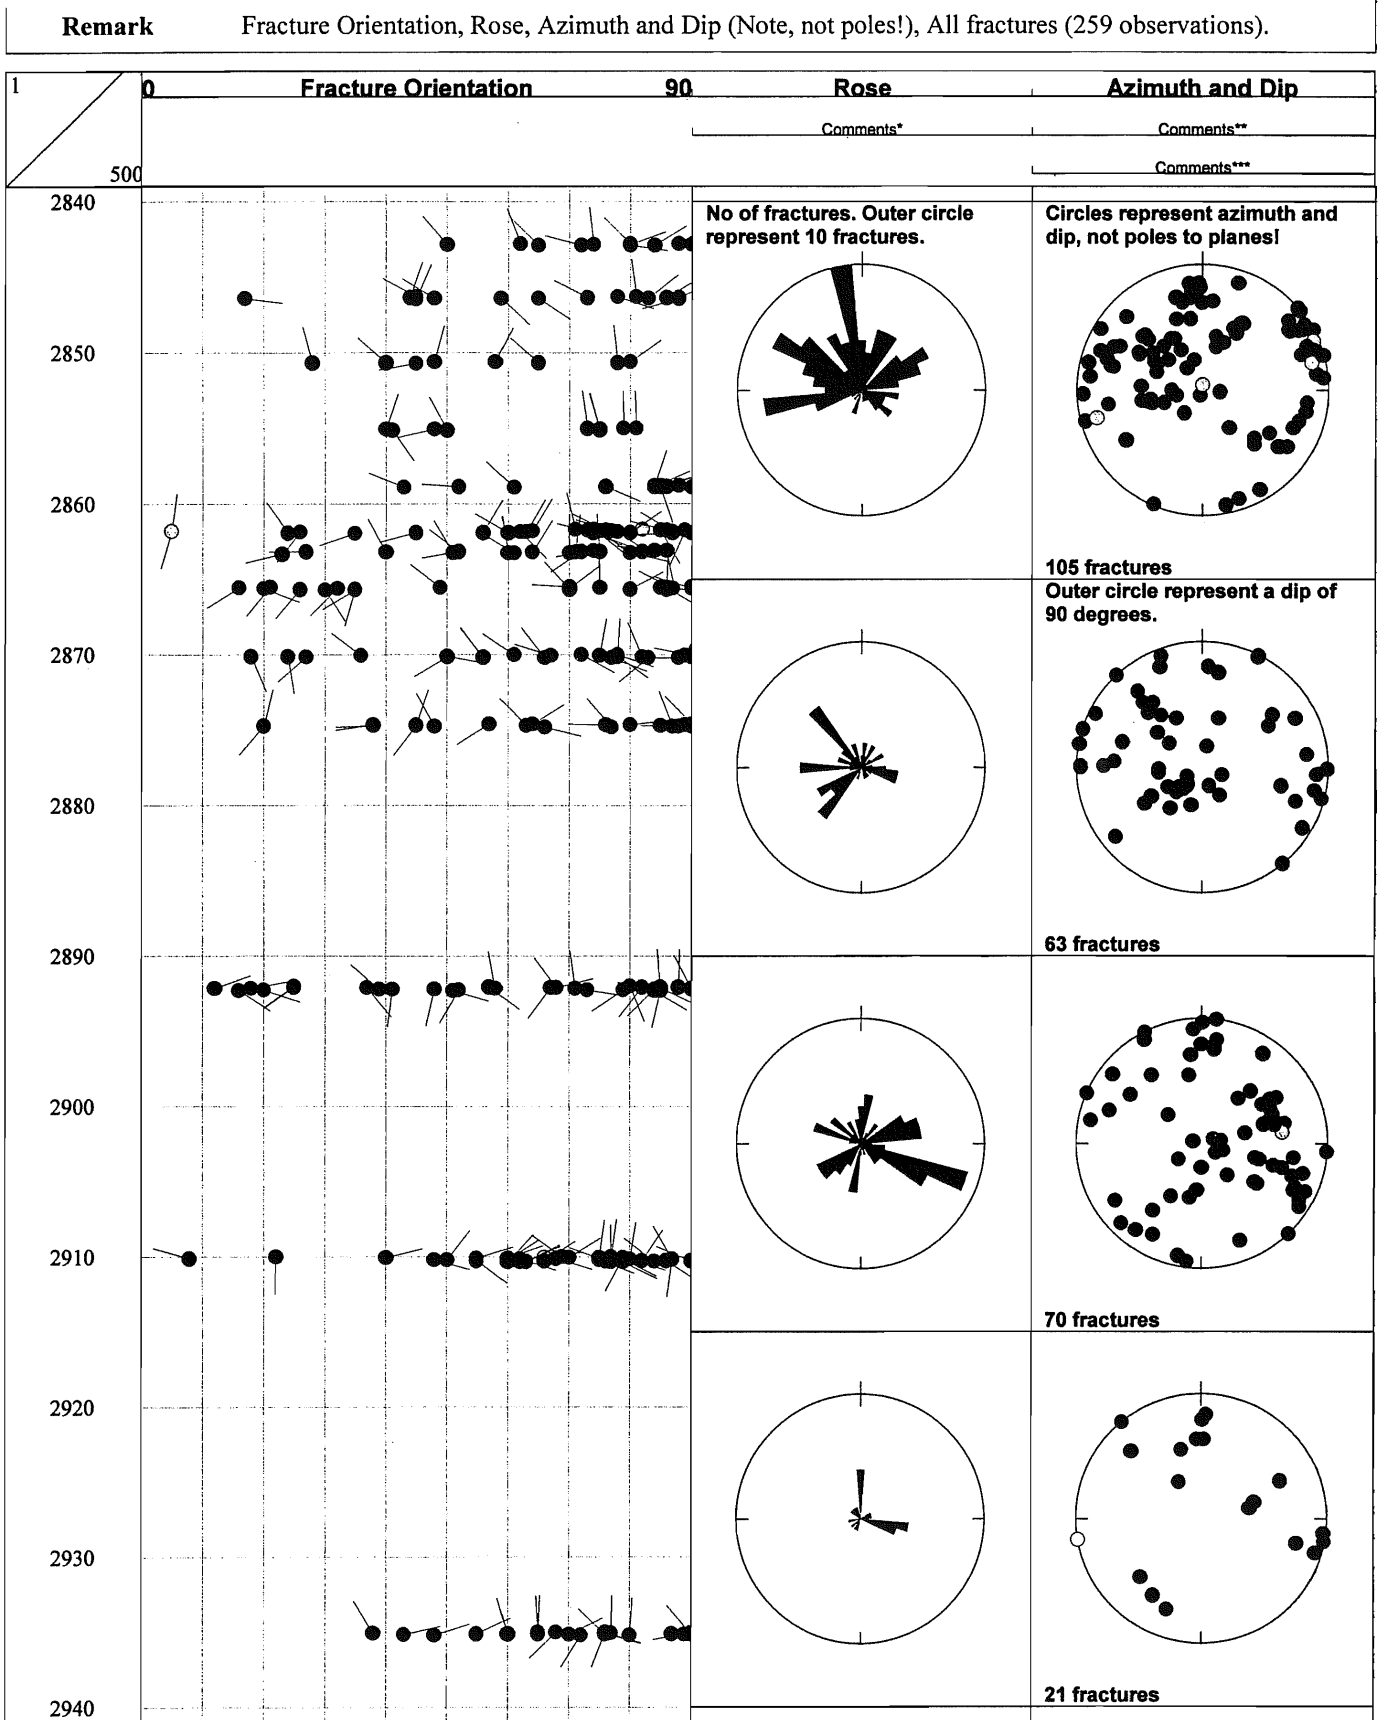 Remark Fracture Orientation, Rose, Azimuth and Dip (Note, not poles!), All fractures (259 observations).
1 0 Fracture Orientation 90 Rose Azimuth and Dip
Comments* Comments**
500 Comments***
2840
No of fractures. Outer circle represent 10 fractures.
Circles represent azimuth and dip, not poles to planes!
2850
2860
105 fractures
Outer circle represent a dip of 90 degrees.
2870
2880
63 fractures
2890
2900
2910
70 fractures
2920
2930
21 fractures
2940